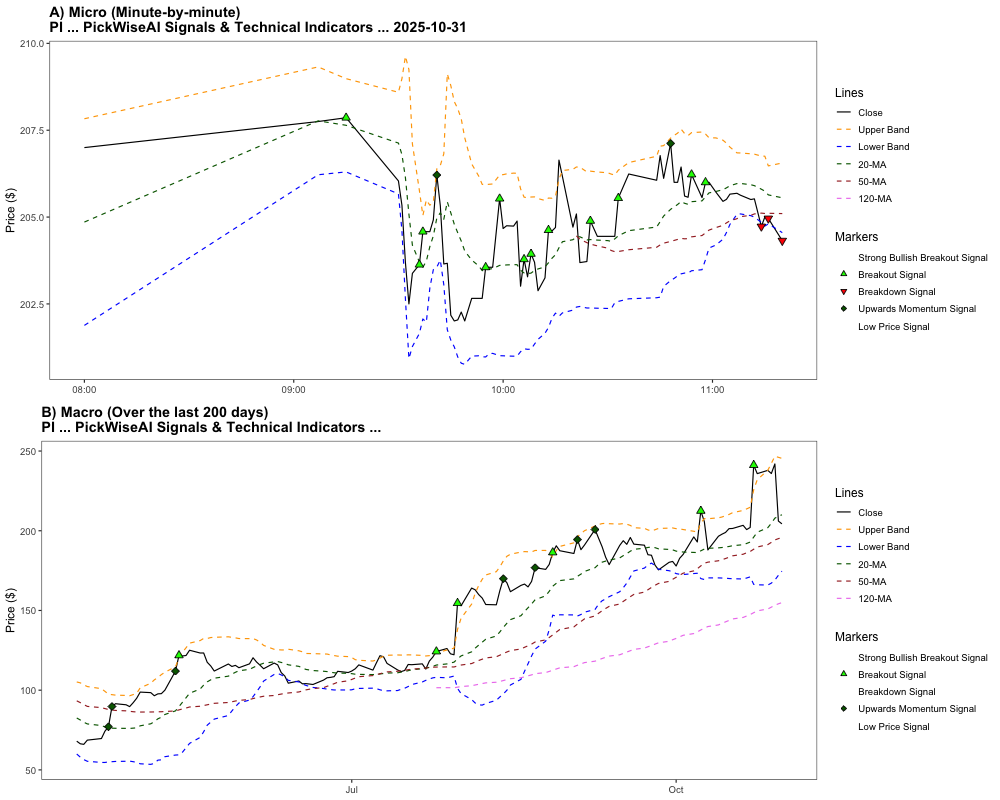 A) Micro (Minute-by-minute)
PI ... PickWiseAI Signals & Technical Indicators ... 2025-10-31
210.0
207.5
205.0
202.5
Price ($)
08:00
09:00
10:00
11:00
Lines
Close
Upper Band
Lower Band
20-MA
50-MA
120-MA
Markers
Strong Bullish Breakout Signal
Breakout Signal
Breakdown Signal
Upwards Momentum Signal
Low Price Signal
B) Macro (Over the last 200 days)
PI ... PickWiseAI Signals & Technical Indicators ...
250
200
150
100
50
Price ($)
Jul
Oct
Lines
Close
Upper Band
Lower Band
20-MA
50-MA
120-MA
Markers
Strong Bullish Breakout Signal
Breakout Signal
Breakdown Signal
Upwards Momentum Signal
Low Price Signal